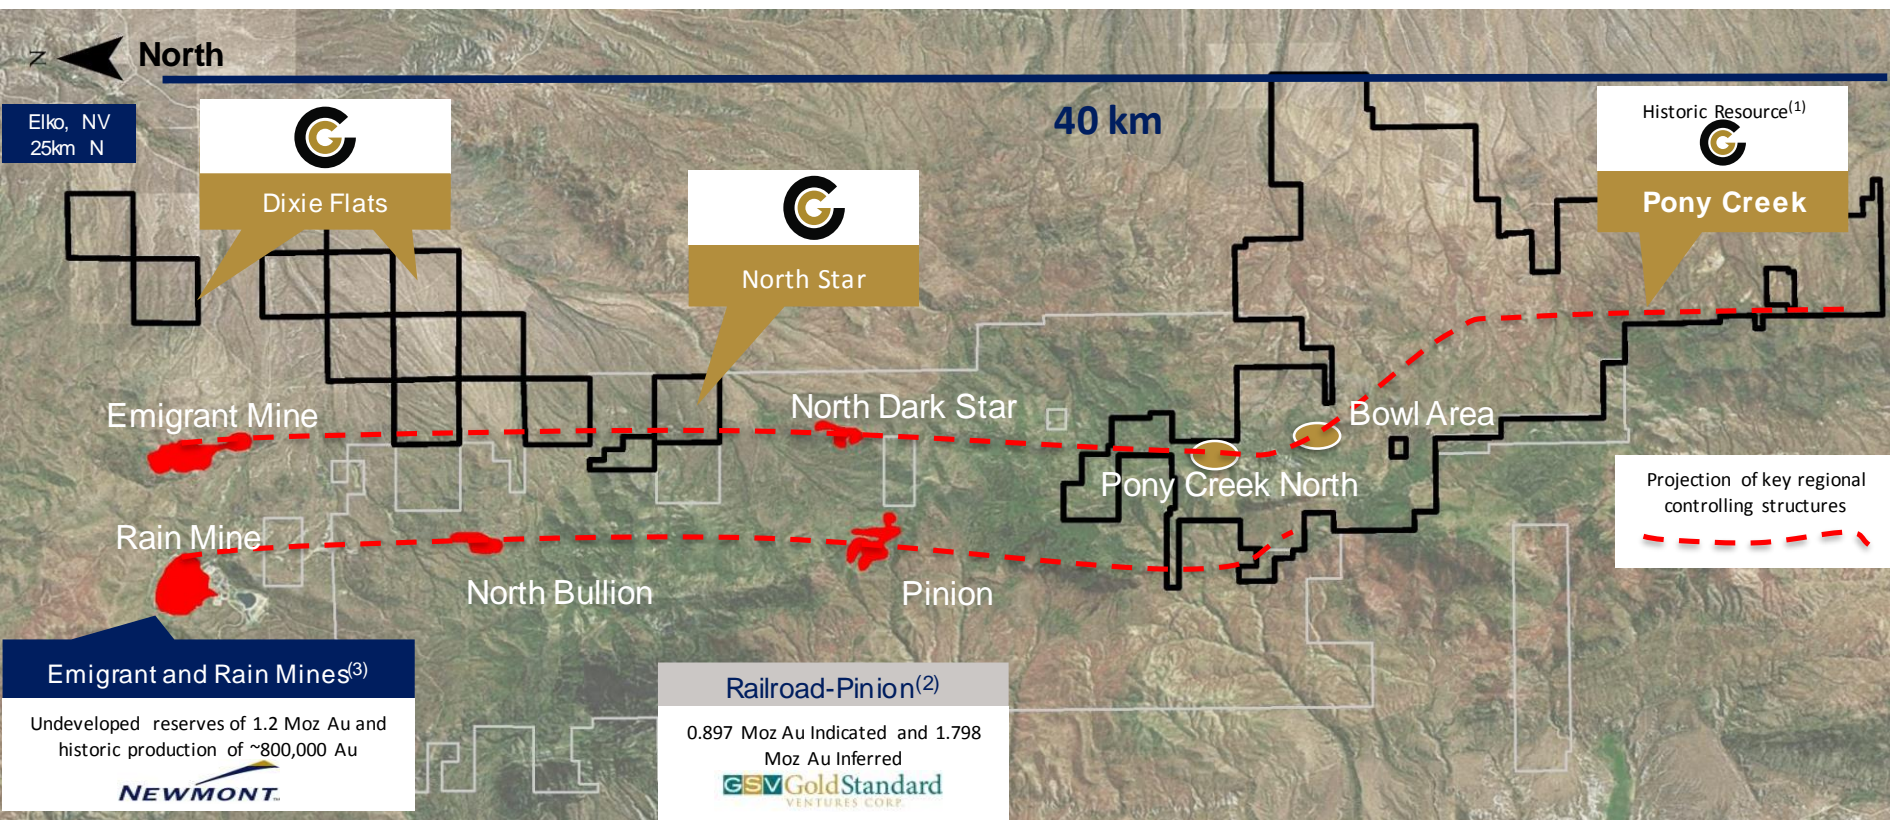 N
North
40 km
Elko, NV
25km N
Dixie Flats
North Star
Historic Resource(1)
Pony Creek
Emigrant Mine
North Dark Star
Bowl Area
Pony Creek North
Projection of key regional
controlling structures
Rain Mine
North Bullion
Pinion
Emigrant and Rain Mines(3)
Undeveloped reserves of 1.2 Moz Au and
historic production of ~800,000 Au
NEWMONT™
Railroad-Pinion(2)
0.897 Moz Au Indicated and 1.798
Moz Au Inferred
GSV GoldStandard
VENTURES CORP.